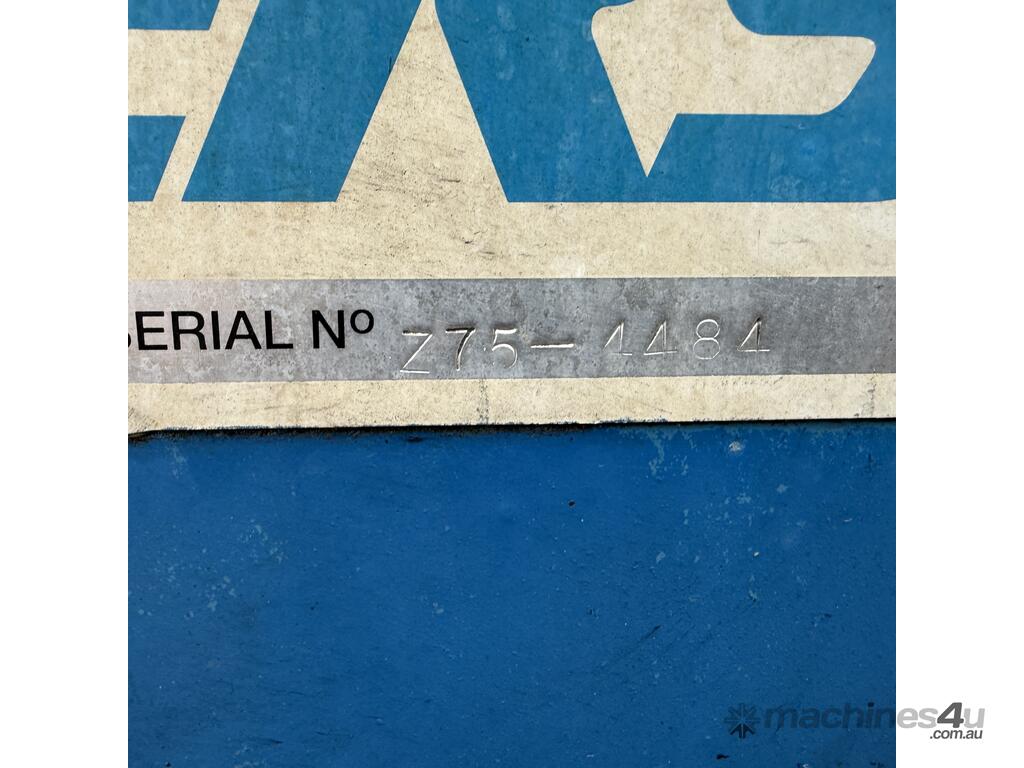 SERIAL Nº Z75-4484
machines4u
.com.au